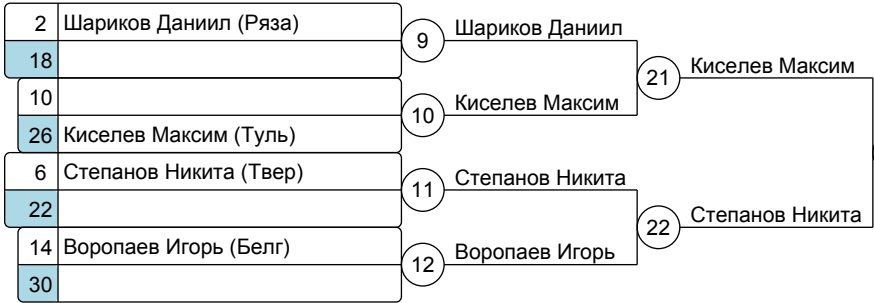 2 Шариков Даниил (Ряза)
9 Шариков Даниил
18
21 Киселев Максим
10
10 Киселев Максим
26 Киселев Максим (Туль)
6 Степанов Никита (Твер)
11 Степанов Никита
22
22 Степанов Никита
14 Воропаев Игорь (Белг)
12 Воропаев Игорь
30